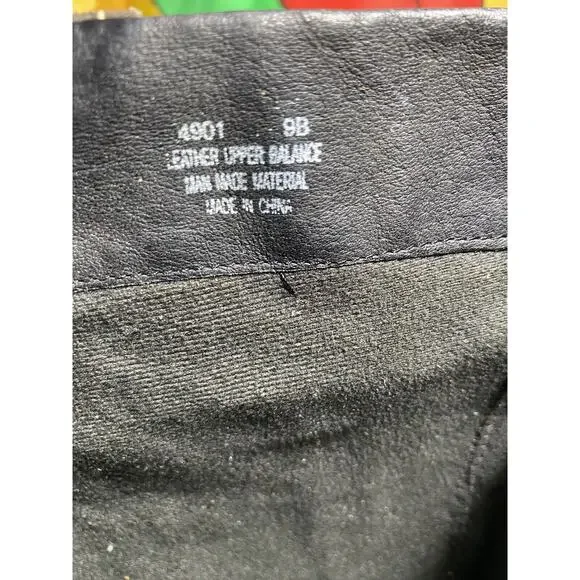 4901 9B
LEATHER UPPER BALANCE
MAN MADE MATERIAL
MADE IN CHINA